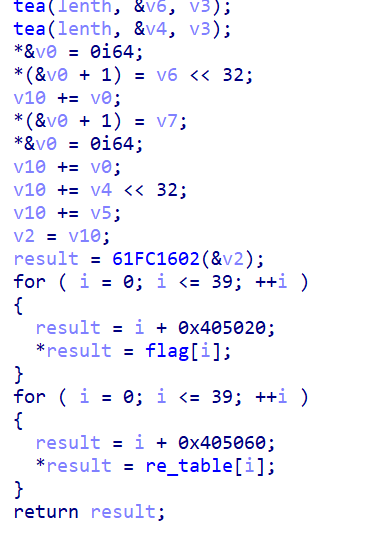 tea(lenth, &v6, v3);
tea(lenth, &v4, v3);
*&v0 = 0i64;
*(&v0 + 1) = v6 << 32;
v10 += v0;
*(&v0 + 1) = v7;
*&v0 = 0i64;
v10 += v0;
v10 += v4 << 32;
v10 += v5;
v2 = v10;
result = 61FC1602(&v2);
for ( i = 0; i <= 39; ++i )
{
  result = i + 0x405020;
  *result = flag[i];
}
for ( i = 0; i <= 39; ++i )
{
  result = i + 0x405060;
  *result = re_table[i];
}
return result;